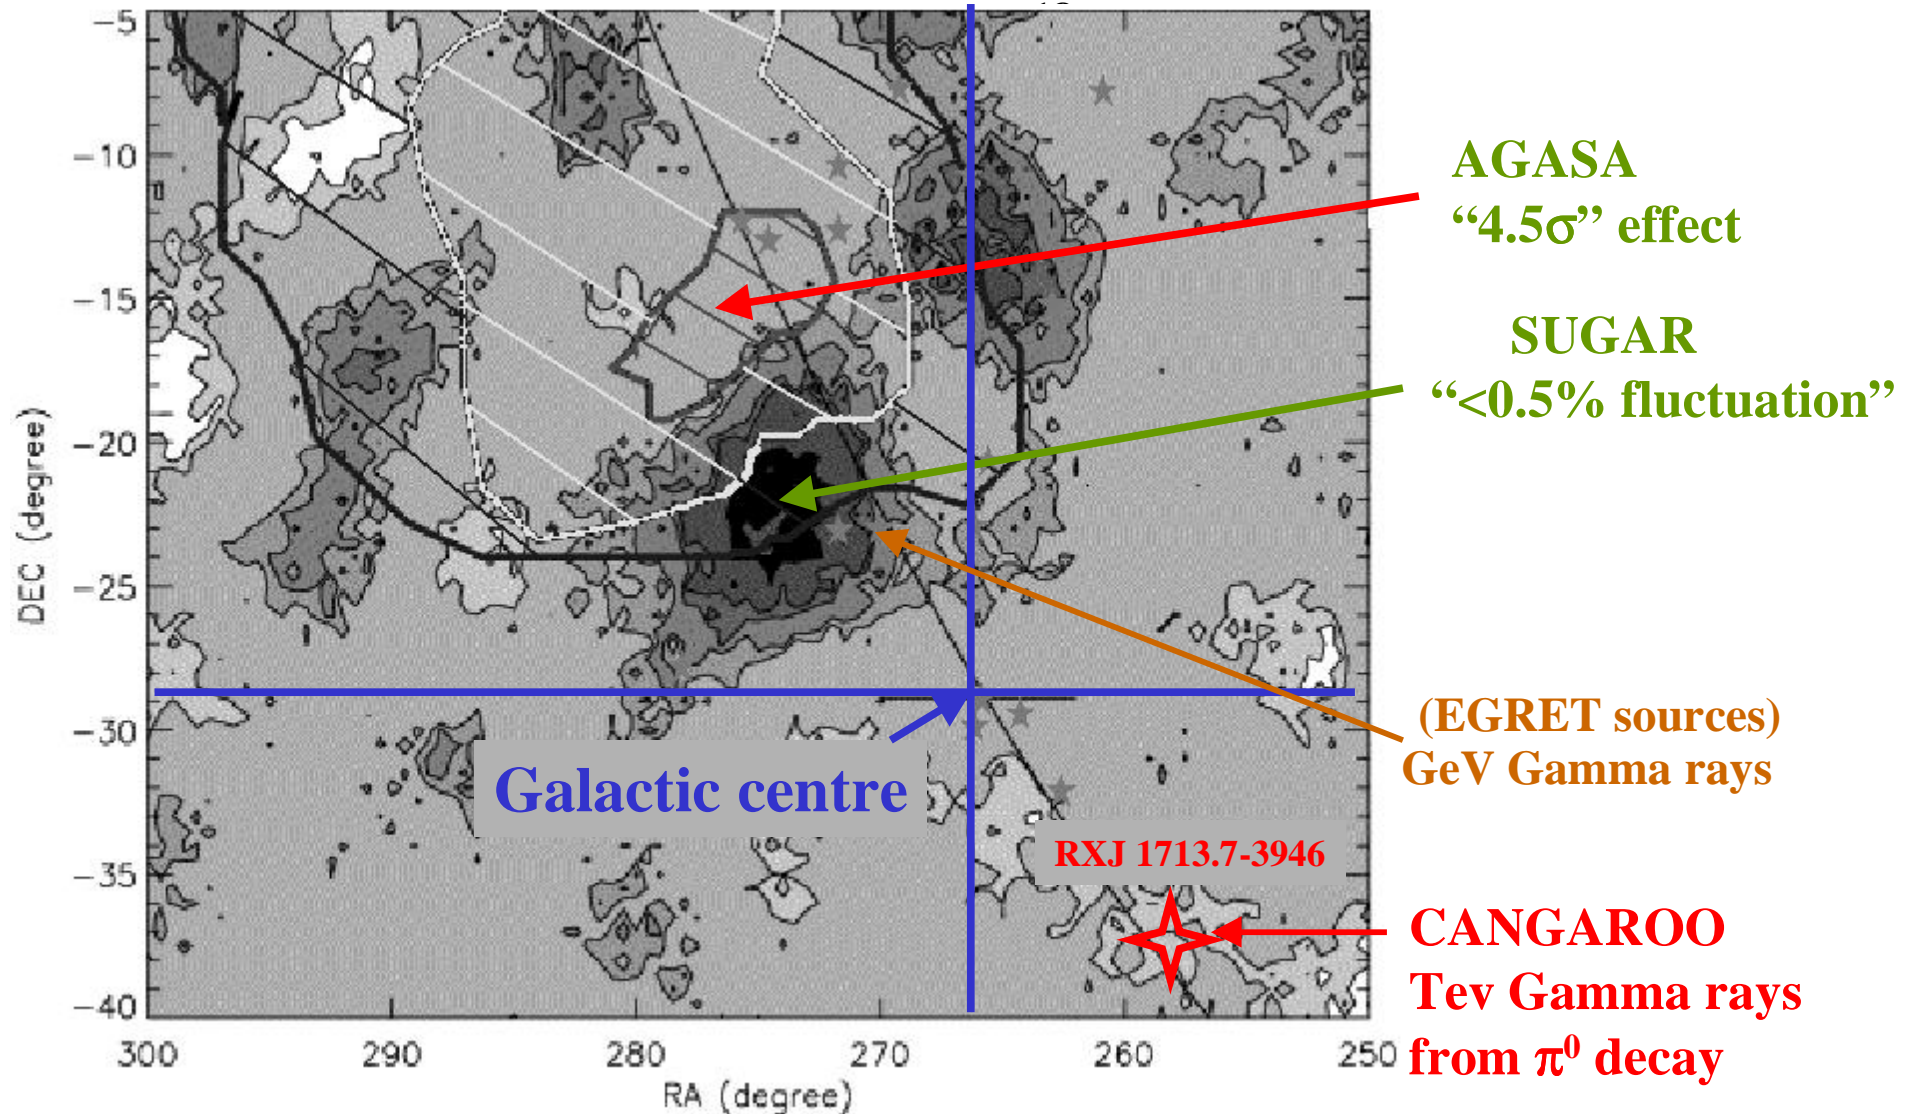 −5
−10
−15
−20
−25
−30
−35
−40
DEC (degree)
300
290
280
270
260
250
RA (degree)
AGASA
“4.5σ” effect
SUGAR
“<0.5% fluctuation”
(EGRET sources)
GeV Gamma rays
Galactic centre
RXJ 1713.7-3946
CANGAROO
Tev Gamma rays
from π⁰ decay